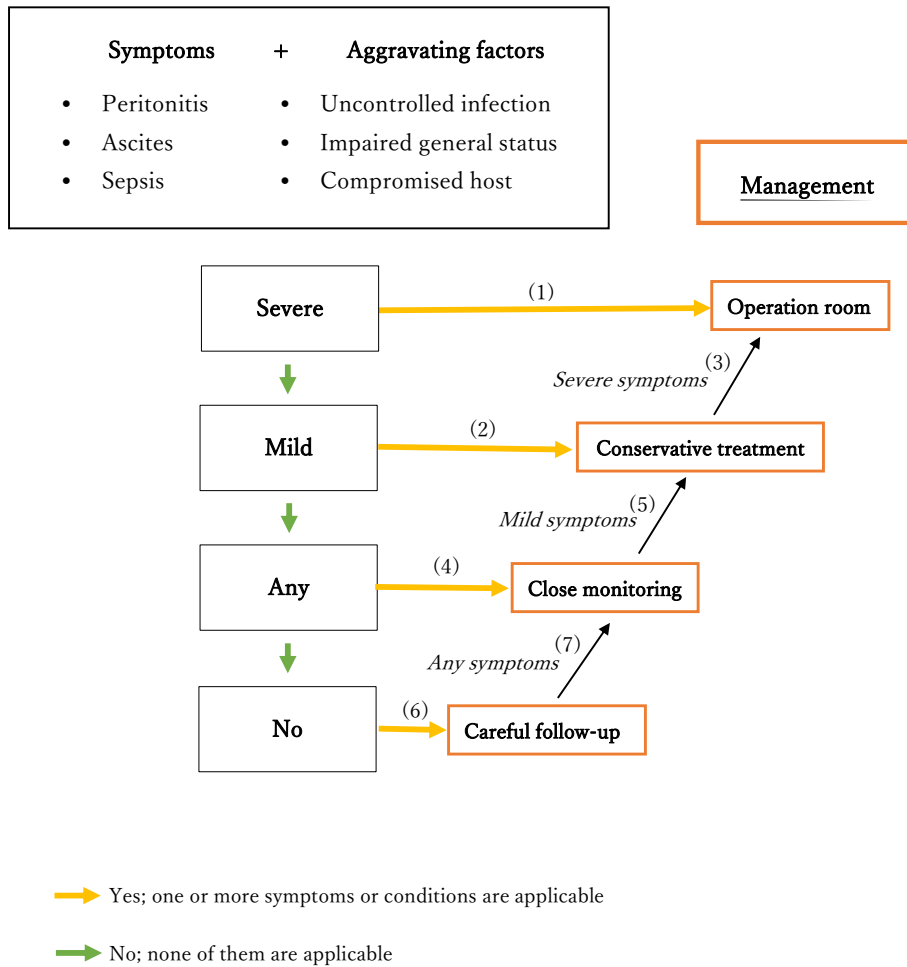 Symptoms + Aggravating factors
• Peritonitis • Uncontrolled infection
• Ascites • Impaired general status
• Sepsis • Compromised host
Management
Severe
(1)
Operation room
Severe symptoms
(3)
Mild
(2)
Conservative treatment
Mild symptoms
(5)
Any
(4)
Close monitoring
Any symptoms
(7)
No
(6)
Careful follow-up
Yes; one or more symptoms or conditions are applicable
No; none of them are applicable